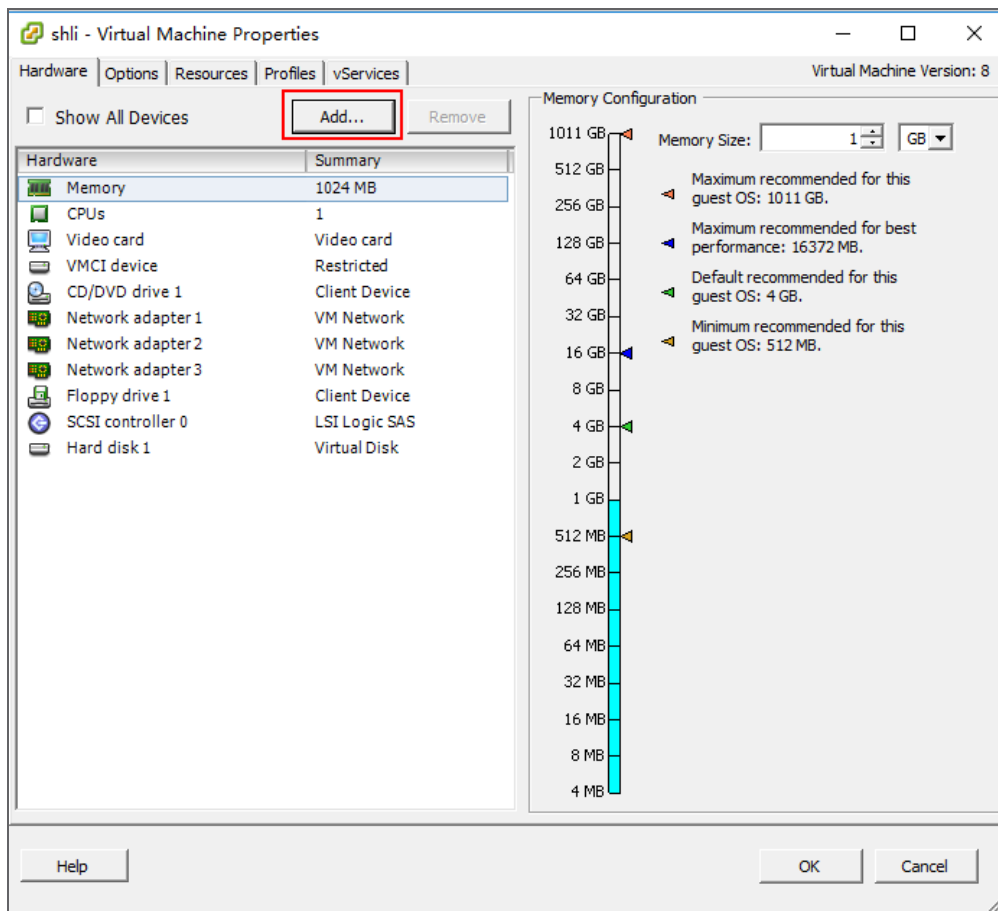 shli - Virtual Machine Properties
Hardware Options Resources Profiles vServices Virtual Machine Version: 8
Show All Devices Add... Remove
Hardware Summary
Memory 1024 MB
CPUs 1
Video card Video card
VMCI device Restricted
CD/DVD drive 1 Client Device
Network adapter 1 VM Network
Network adapter 2 VM Network
Network adapter 3 VM Network
Floppy drive 1 Client Device
SCSI controller 0 LSI Logic SAS
Hard disk 1 Virtual Disk
Memory Configuration
Memory Size: 1 GB
1011 GB
512 GB
256 GB
128 GB
64 GB
32 GB
16 GB
8 GB
4 GB
2 GB
1 GB
512 MB
256 MB
128 MB
64 MB
32 MB
16 MB
8 MB
4 MB
Maximum recommended for this
guest OS: 1011 GB.
Maximum recommended for best
performance: 16372 MB.
Default recommended for this
guest OS: 4 GB.
Minimum recommended for this
guest OS: 512 MB.
Help OK Cancel